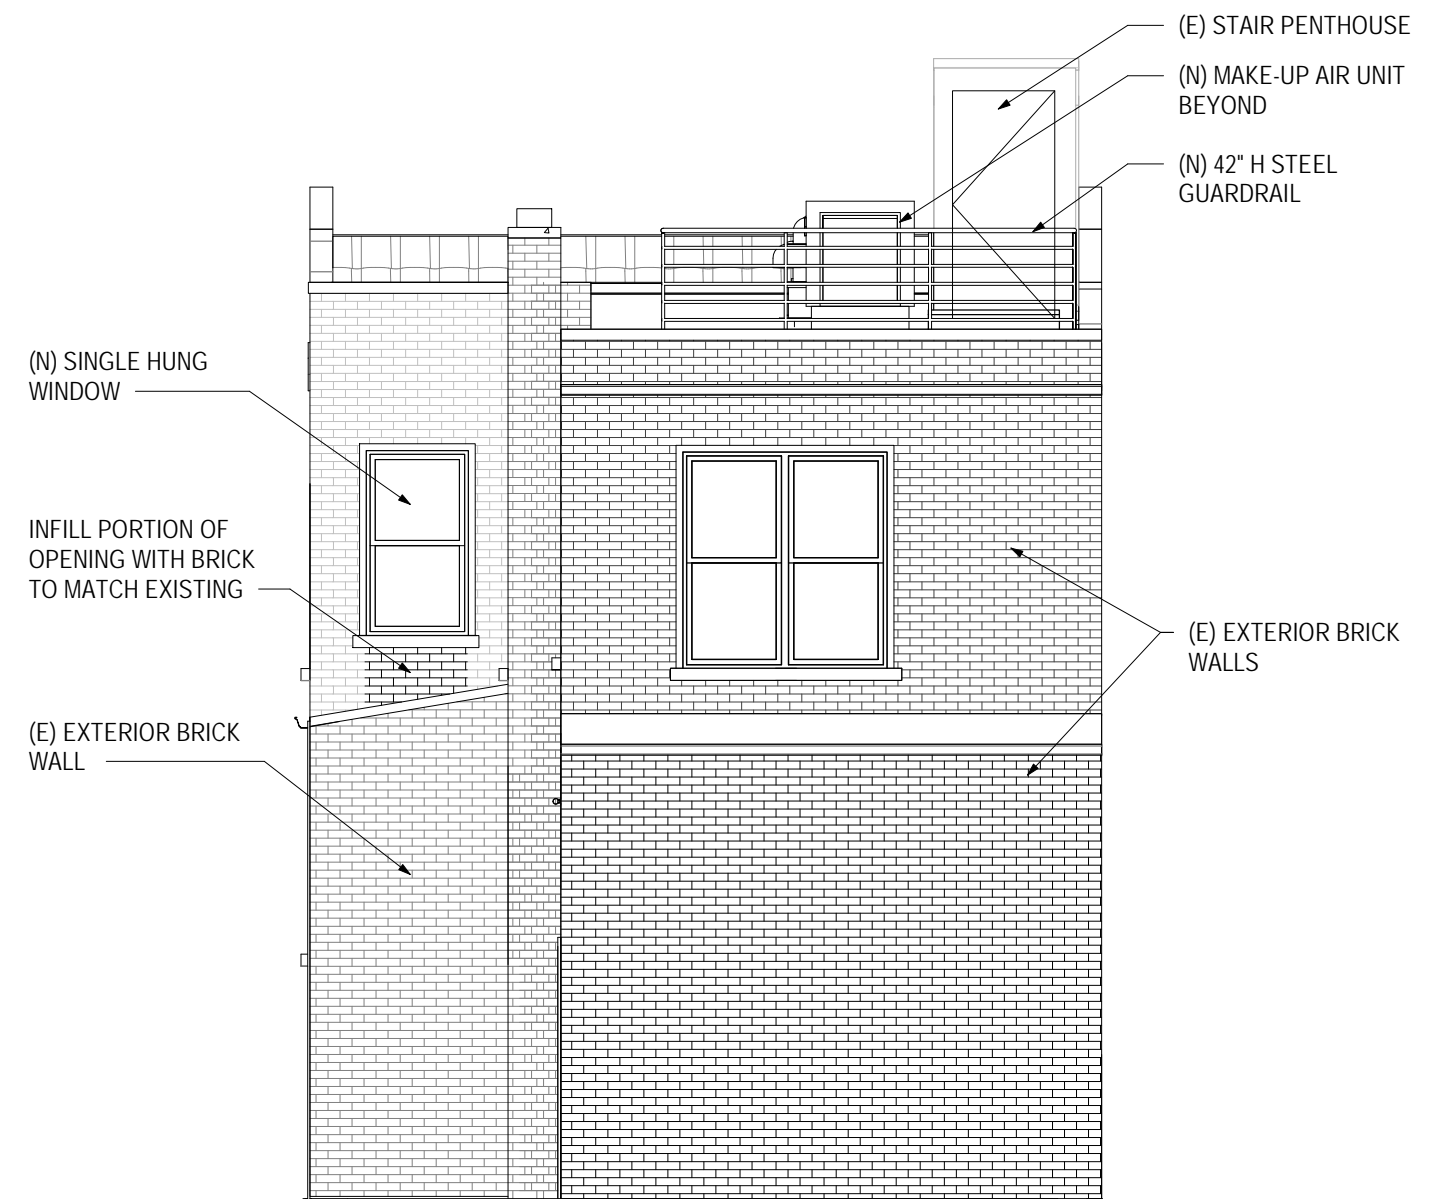 (E) STAIR PENTHOUSE
(N) MAKE-UP AIR UNIT
BEYOND
(N) 42" H STEEL
GUARDRAIL
(N) SINGLE HUNG
WINDOW
INFILL PORTION OF
OPENING WITH BRICK
TO MATCH EXISTING
(E) EXTERIOR BRICK
WALLS
(E) EXTERIOR BRICK
WALL